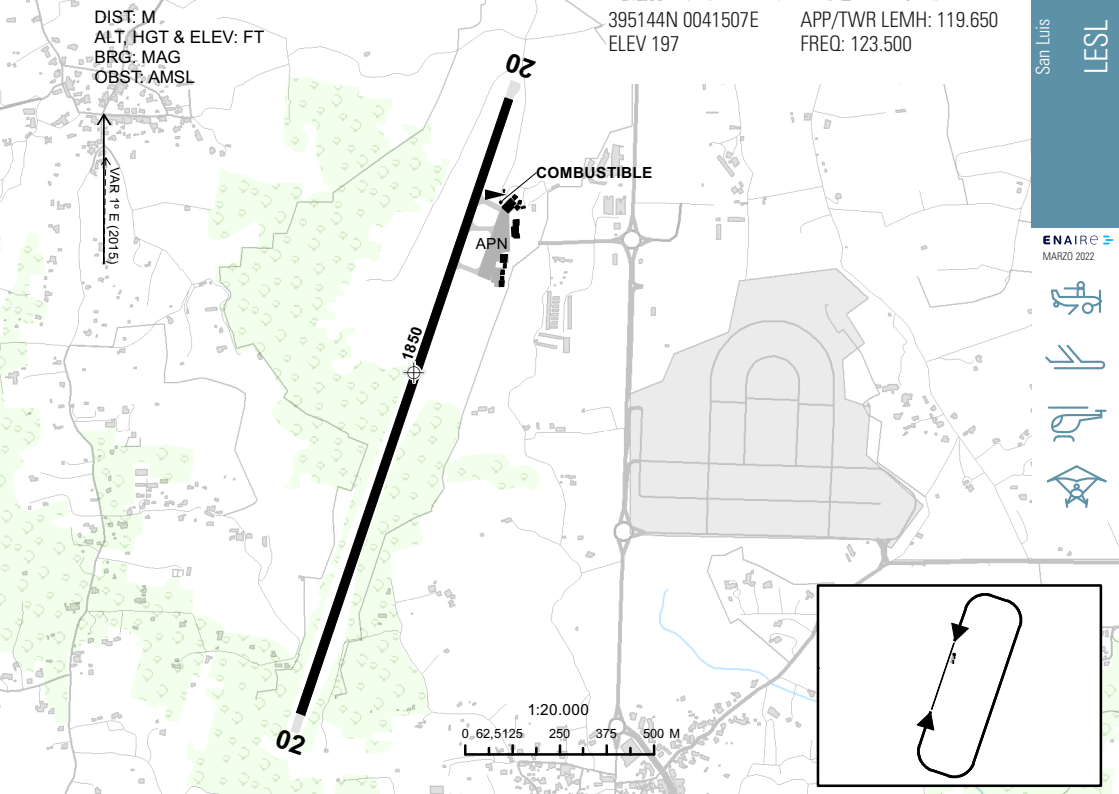 DIST: M
ALT, HGT & ELEV: FT
BRG: MAG
OBST: AMSL
395144N 0041507E
ELEV 197
APP/TWR LEMH: 119.650
FREQ: 123.500
San Luis
LESL
ENAIRe
MARZO 2022
VAR 1º E (2015)
20
COMBUSTIBLE
APN
1850
02
1:20.000
0 62,5 125 250 375 500 M